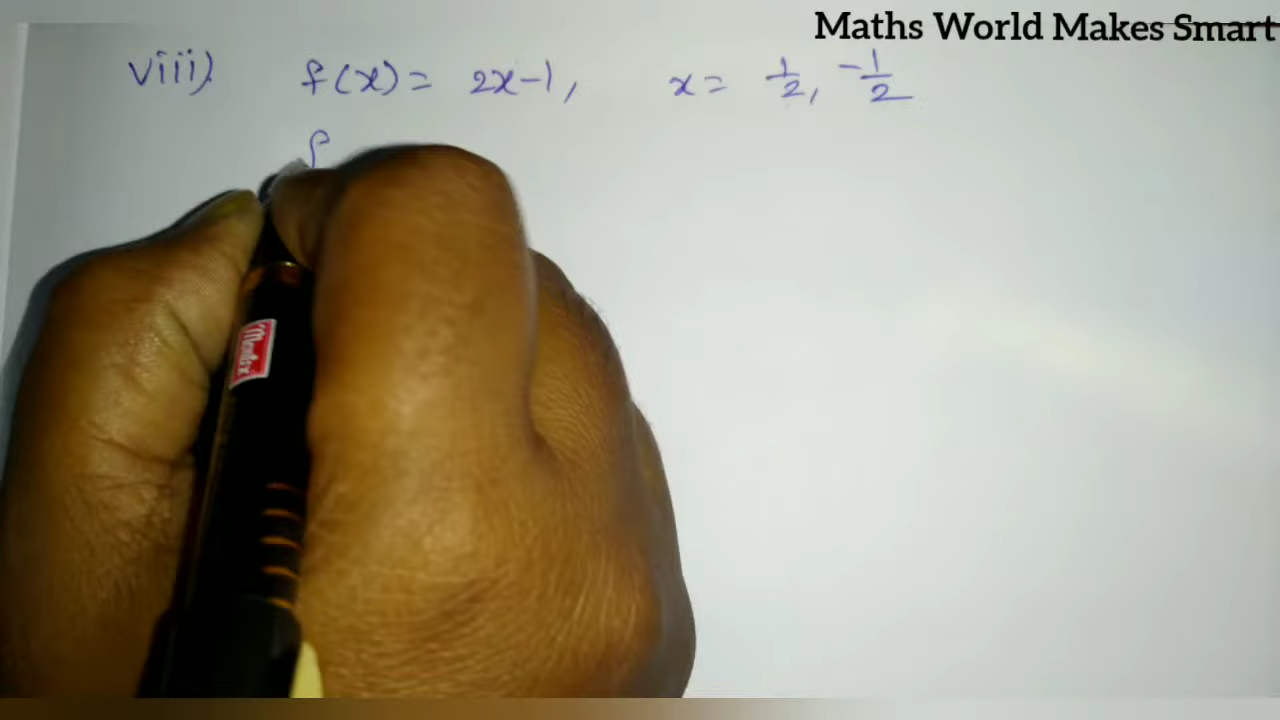 Maths World Makes Smart
viii) f(x) = 2x-1, x = 1/2, -1/2
f